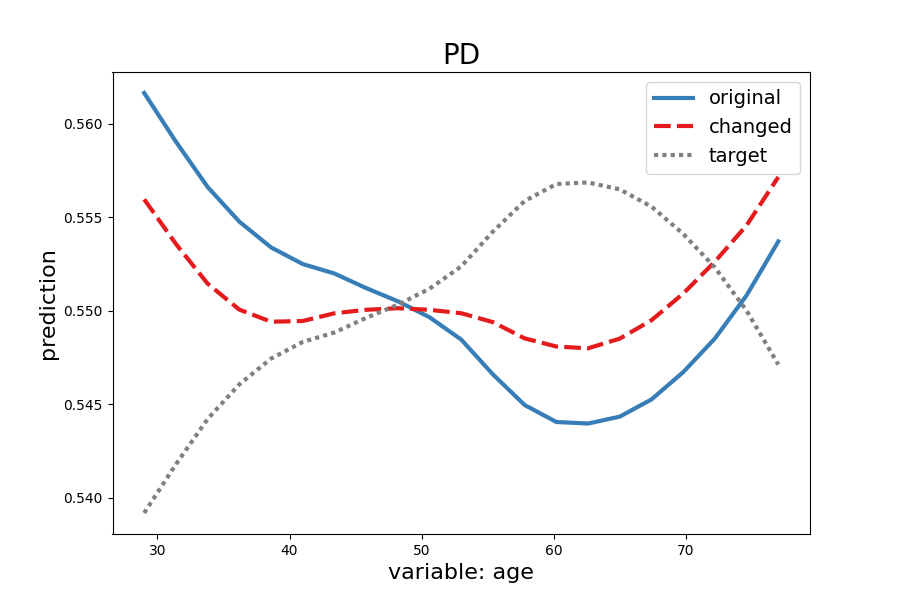 PD
original
changed
target
0.560
0.555
0.550
0.545
0.540
prediction
30 40 50 60 70
variable: age